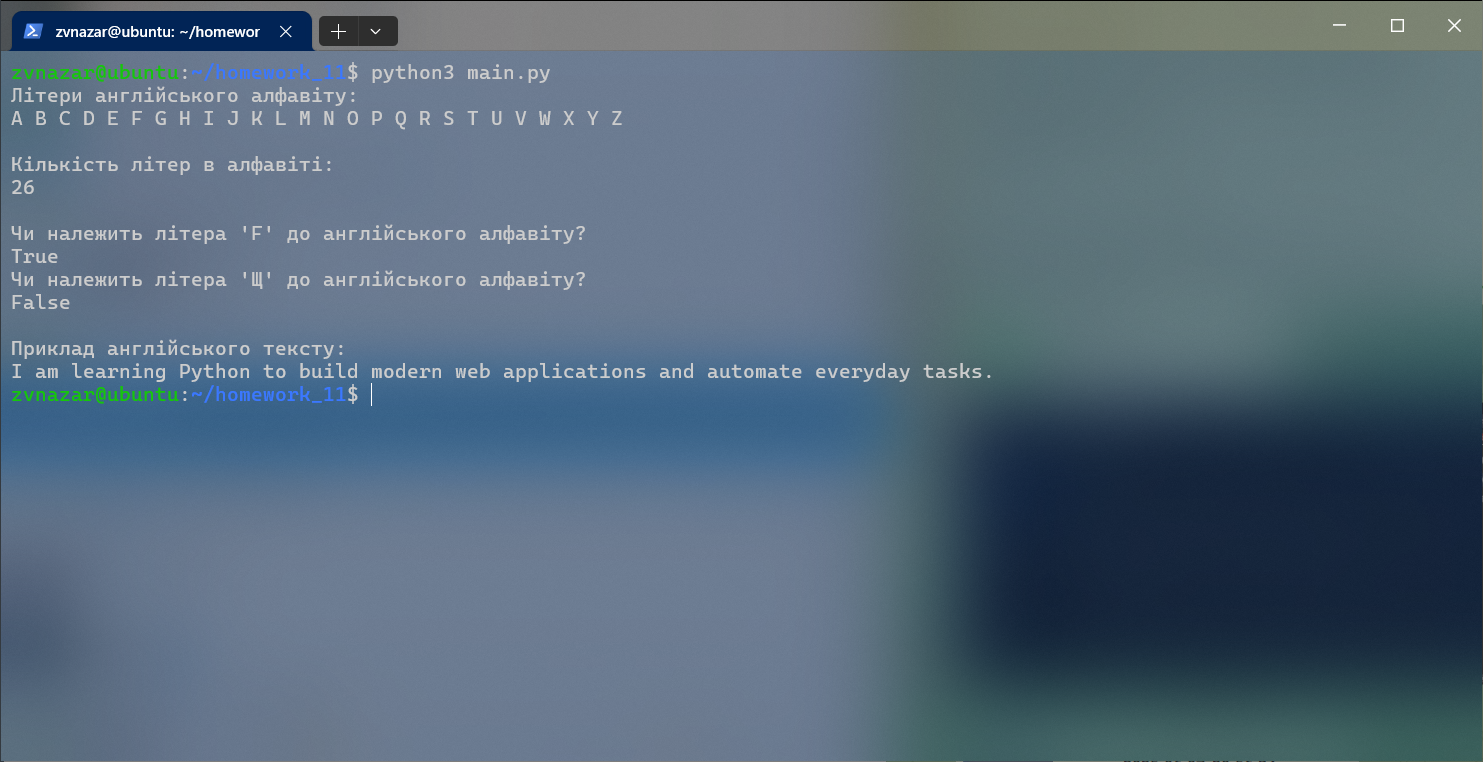 zvnazar@ubuntu: ~/homewor
zvnazar@ubuntu:~/homework_11$ python3 main.py
Літери англійського алфавіту:
A B C D E F G H I J K L M N O P Q R S T U V W X Y Z
Кількість літер в алфавіті:
26
Чи належить літера 'F' до англійського алфавіту?
True
Чи належить літера 'Щ' до англійського алфавіту?
False
Приклад англійського тексту:
I am learning Python to build modern web applications and automate everyday tasks.
zvnazar@ubuntu:~/homework_11$